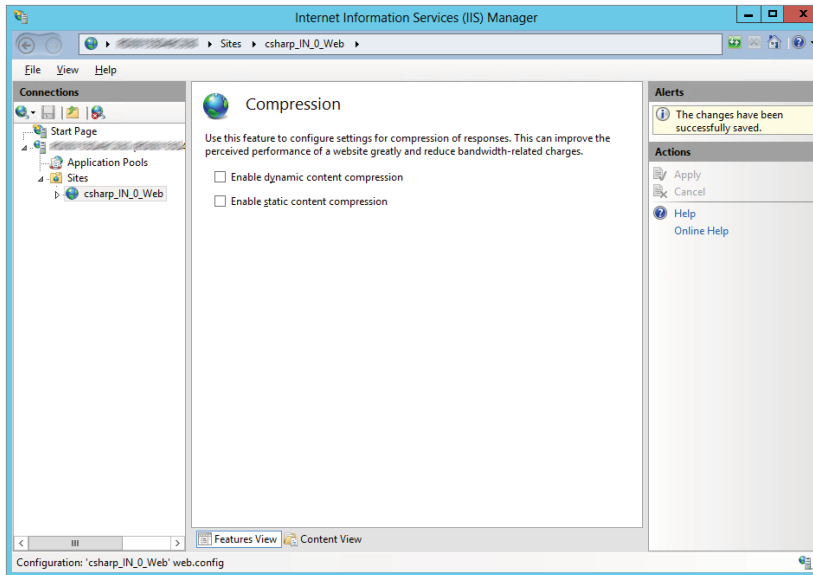 Internet Information Services (IIS) Manager
Sites csharp_IN_0_Web
File View Help
Connections
Start Page
Application Pools
Sites
csharp_IN_0_Web
Compression
Use this feature to configure settings for compression of responses. This can improve the
perceived performance of a website greatly and reduce bandwidth-related charges.
Enable dynamic content compression
Enable static content compression
Features View Content View
Alerts
The changes have been
successfully saved.
Actions
Apply
Cancel
Help
Online Help
Configuration: 'csharp_IN_0_Web' web.config